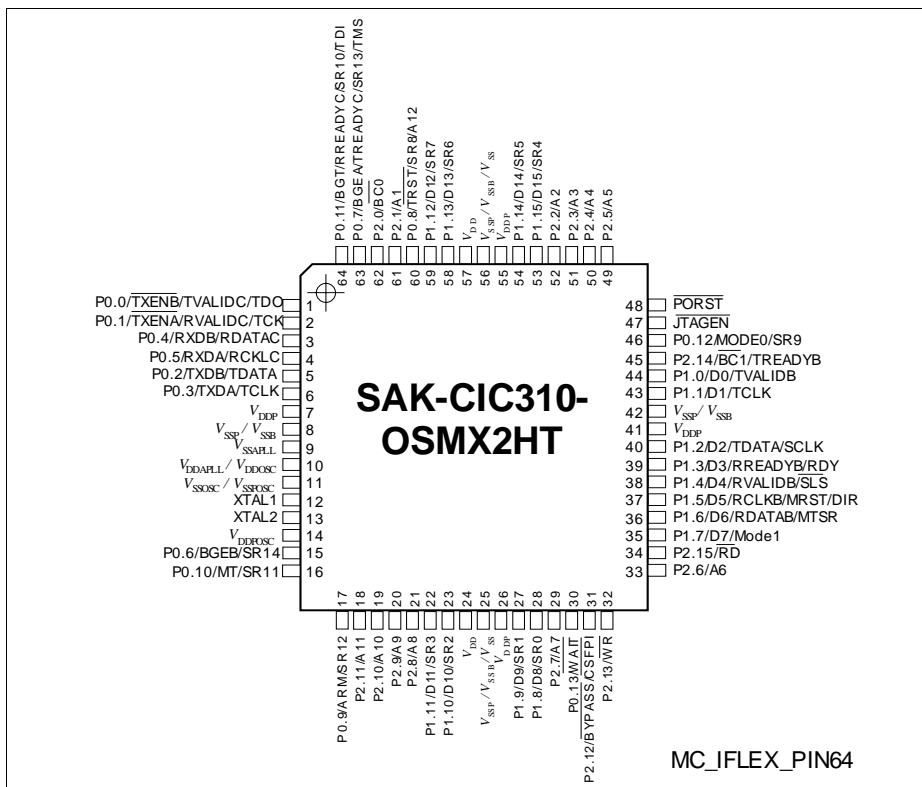 P0.11/BGT/RREADYC/SR10/TDI
P0.7/BGEA/TREADYC/SR13/TMS
P2.0/BC0
P2.1/A1
P0.8/TRST/SR8/A12
P1.12/D12/SR7
P1.13/D13/SR6
VDD
VSSP/VSSB/VSS
VDDP
P1.14/D14/SR5
P1.15/D15/SR4
P2.2/A2
P2.3/A3
P2.4/A4
P2.5/A5
64
63
62
61
60
59
58
57
56
55
54
53
52
51
50
49
P0.0/TXENB/TVALIDC/TDO 1
P0.1/TXENA/RVALIDC/TCK 2
P0.4/RXDB/RDATAC 3
P0.5/RXDA/RCKLC 4
P0.2/TXDB/TDATA 5
P0.3/TXDA/TCLK 6
VDDP 7
VSSP/VSSB 8
VSSAPLL 9
VDDAPLL/VDDOSC 10
VSSOSC/VSSPOSC 11
XTAL1 12
XTAL2 13
VDDPOSC 14
P0.6/BGEB/SR14 15
P0.10/MT/SR11 16
SAK-CIC310-
OSMX2HT
48 PORST
47 JTAGEN
46 P0.12/MODE0/SR9
45 P2.14/BC1/TREADYB
44 P1.0/D0/TVALIDB
43 P1.1/D1/TCLK
42 VSSP/VSSB
41 VDDP
40 P1.2/D2/TDATA/SCLK
39 P1.3/D3/RREADYB/RDY
38 P1.4/D4/RVALIDB/SLS
37 P1.5/D5/RCLKB/MRST/DIR
36 P1.6/D6/RDATAB/MTSR
35 P1.7/D7/Mode1
34 P2.15/RD
33 P2.6/A6
17
18
19
20
21
22
23
24
25
26
27
28
29
30
31
32
P0.9/ARM/SR12
P2.11/A11
P2.10/A10
P2.9/A9
P2.8/A8
P1.11/D11/SR3
P1.10/D10/SR2
VDD
VSSP/VSSB/VSS
VDDP
P1.9/D9/SR1
P1.8/D8/SR0
P2.7/A7
P0.13/WAIT
P2.12/BYPASS/CSFPI
P2.13/WR
MC_IFLEX_PIN64